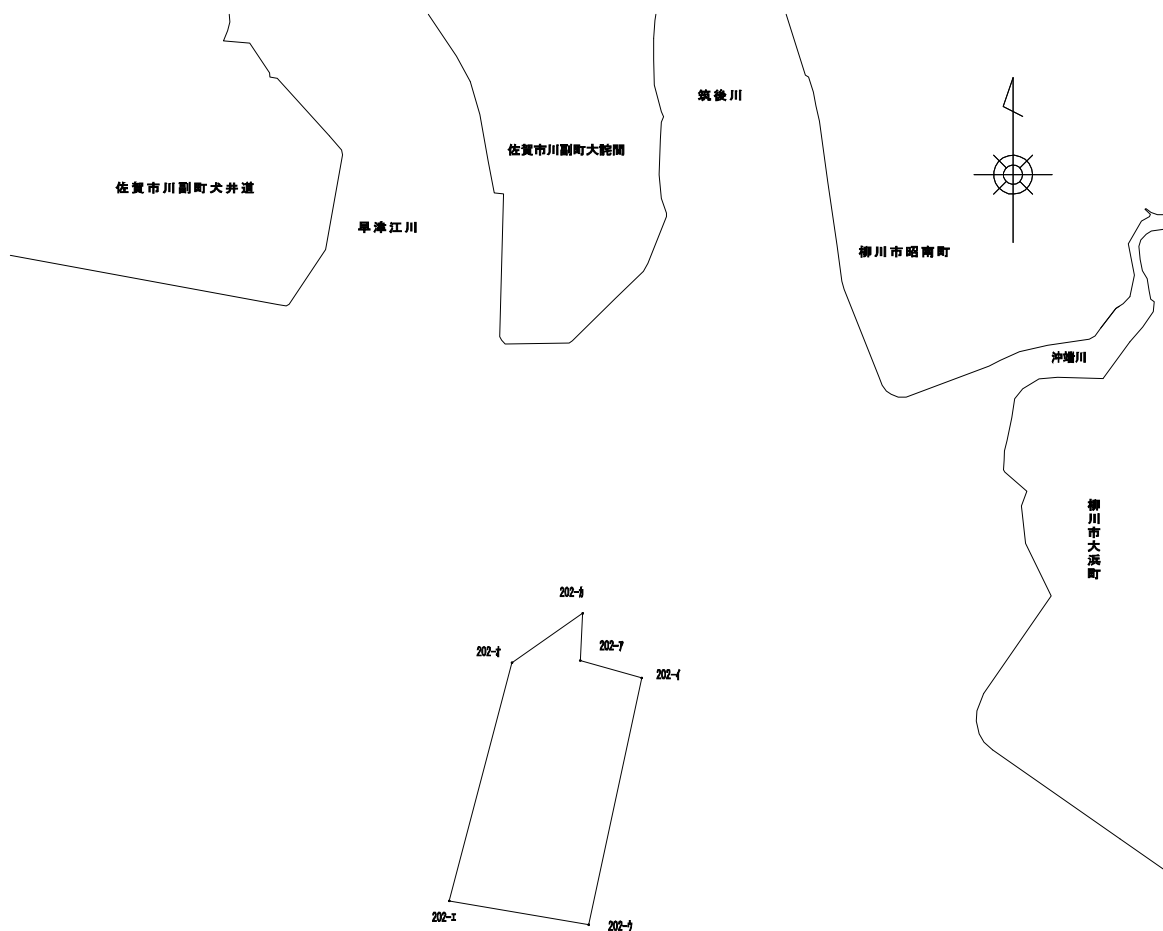 筑後川
佐賀市川副町大詫間
佐賀市川副町犬井道
早津江川
柳川市昭南町
沖端川
柳川市大浜町
202-ｶ
202-ｵ
202-ｱ
202-ｲ
202-ｴ
202-ｳ